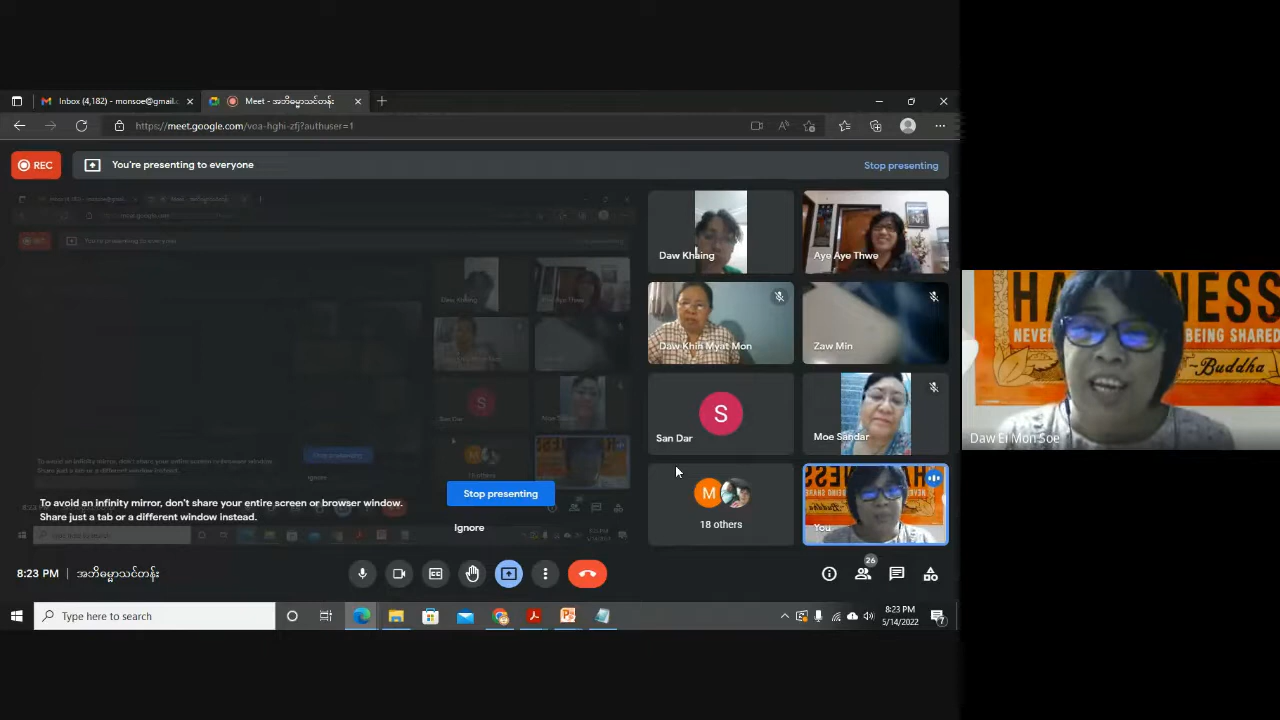 Inbox (4,182) - monsoe@gmail.c
Meet - အဘိဓမ္မာသင်တန်း
https://meet.google.com/voa-hghi-zfj?authuser=1
REC
You're presenting to everyone
Stop presenting
Daw Khaing
Aye Aye Thwe
Daw Khin Myat Mon
Zaw Min
San Dar
S
Moe Sandar
M
18 others
You
To avoid an infinity mirror, don't share your entire screen or browser window.
Share just a tab or a different window instead.
Stop presenting
Ignore
8:23 PM | အဘိဓမ္မာသင်တန်း
26
Type here to search
8:23 PM
5/14/2022
7
HA NESS
NEVER BEING SHARED
~Buddha
Daw Ei Mon Soe